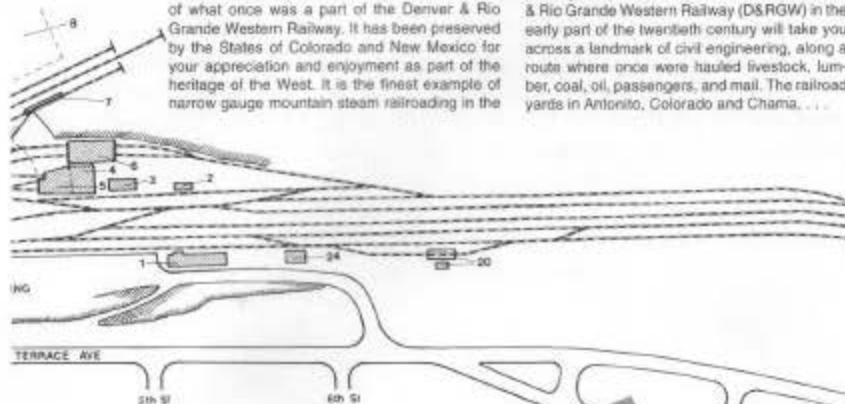 of what once was a part of the Denver & Rio
Grande Western Railway. It has been preserved
by the States of Colorado and New Mexico for
your appreciation and enjoyment as part of the
heritage of the West. It is the finest example of
narrow gauge mountain steam railroading in the
& Rio Grande Western Railway (D&RGW) in the
early part of the twentieth century will take you
across a landmark of civil engineering, along a
route where once were hauled livestock, lum-
ber, coal, oil, passengers, and mail. The railroad
yards in Antonito, Colorado and Chama, . . .
8
7
6
4
5
3
2
1
24
20
NG
TERRACE AVE
5th St
6th St